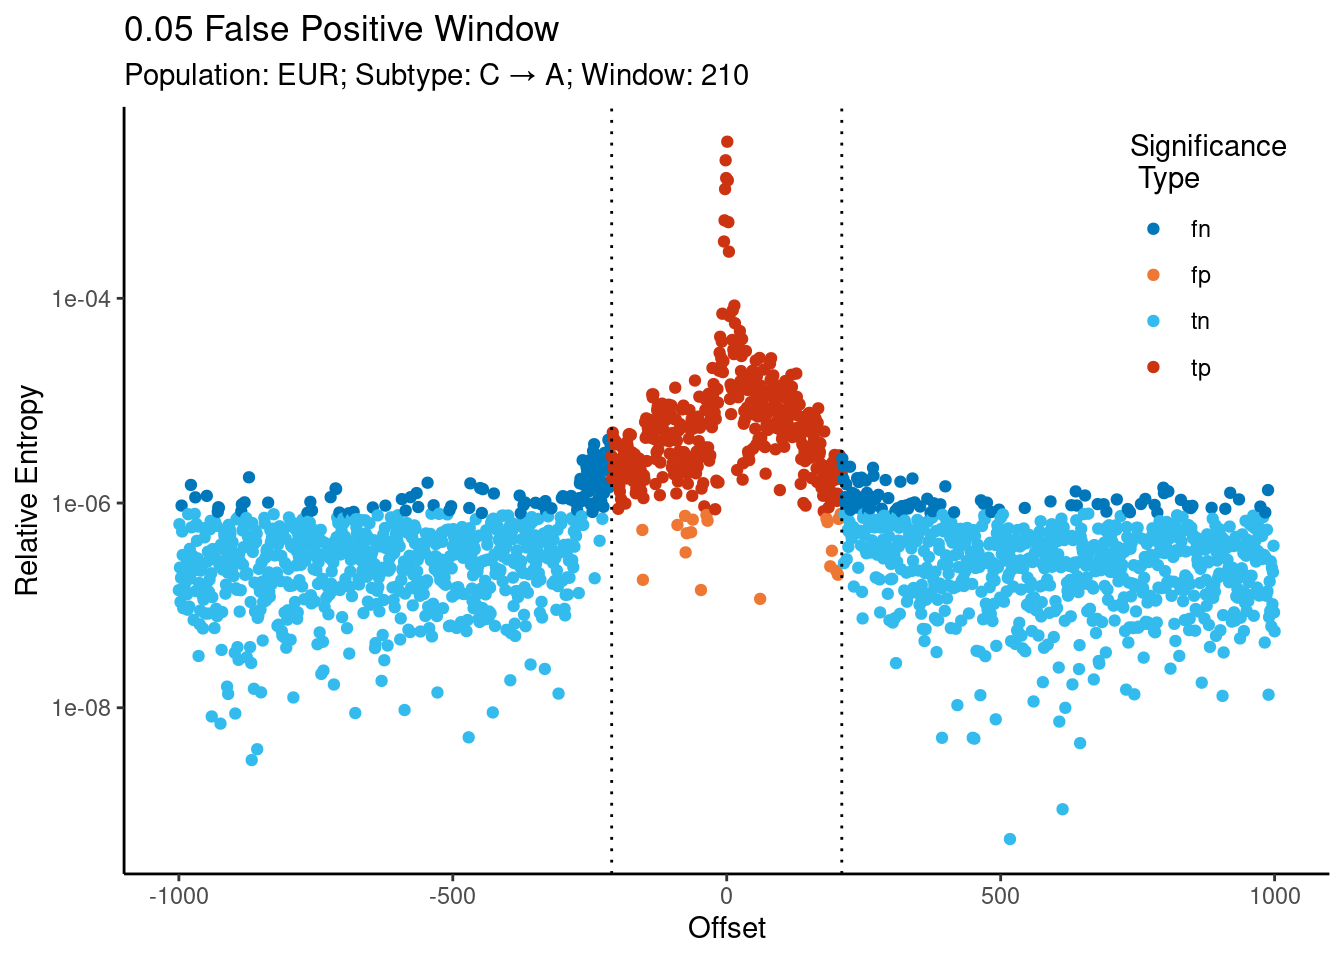 0.05 False Positive Window
Population: EUR; Subtype: C → A; Window: 210
Significance
Type
fn
fp
tn
tp
Relative Entropy
1e-04
1e-06
1e-08
-1000
-500
0
500
1000
Offset